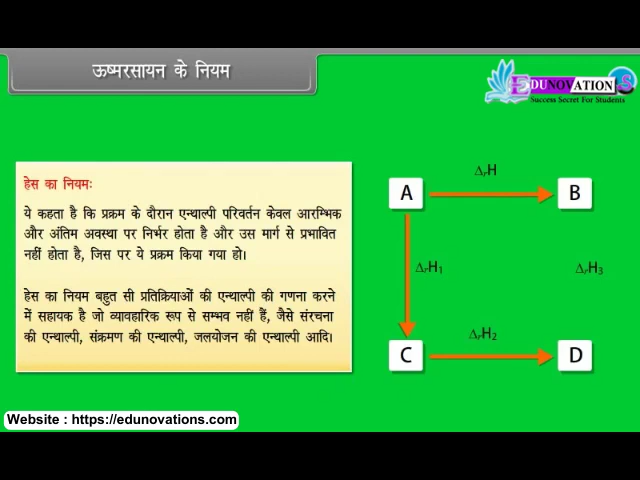 ऊष्मरसायन के नियम
EDUNOVATIONS
Success Secret For Students
हेस का नियमः
ये कहता है कि प्रक्रम के दौरान एन्थाल्पी परिवर्तन केवल आरम्भिक
और अंतिम अवस्था पर निर्भर होता है और उस मार्ग से प्रभावित
नहीं होता है, जिस पर ये प्रक्रम किया गया हो।
हेस का नियम बहुत सी प्रतिक्रियाओं की एन्थाल्पी की गणना करने
में सहायक है जो व्यावहारिक रूप से सम्भव नहीं हैं, जैसे संरचना
की एन्थाल्पी, संक्रमण की एन्थाल्पी, जलयोजन की एन्थाल्पी आदि।
ΔᵣH
A B
ΔᵣH₁ ΔᵣH₃
ΔᵣH₂
C D
Website : https://edunovations.com